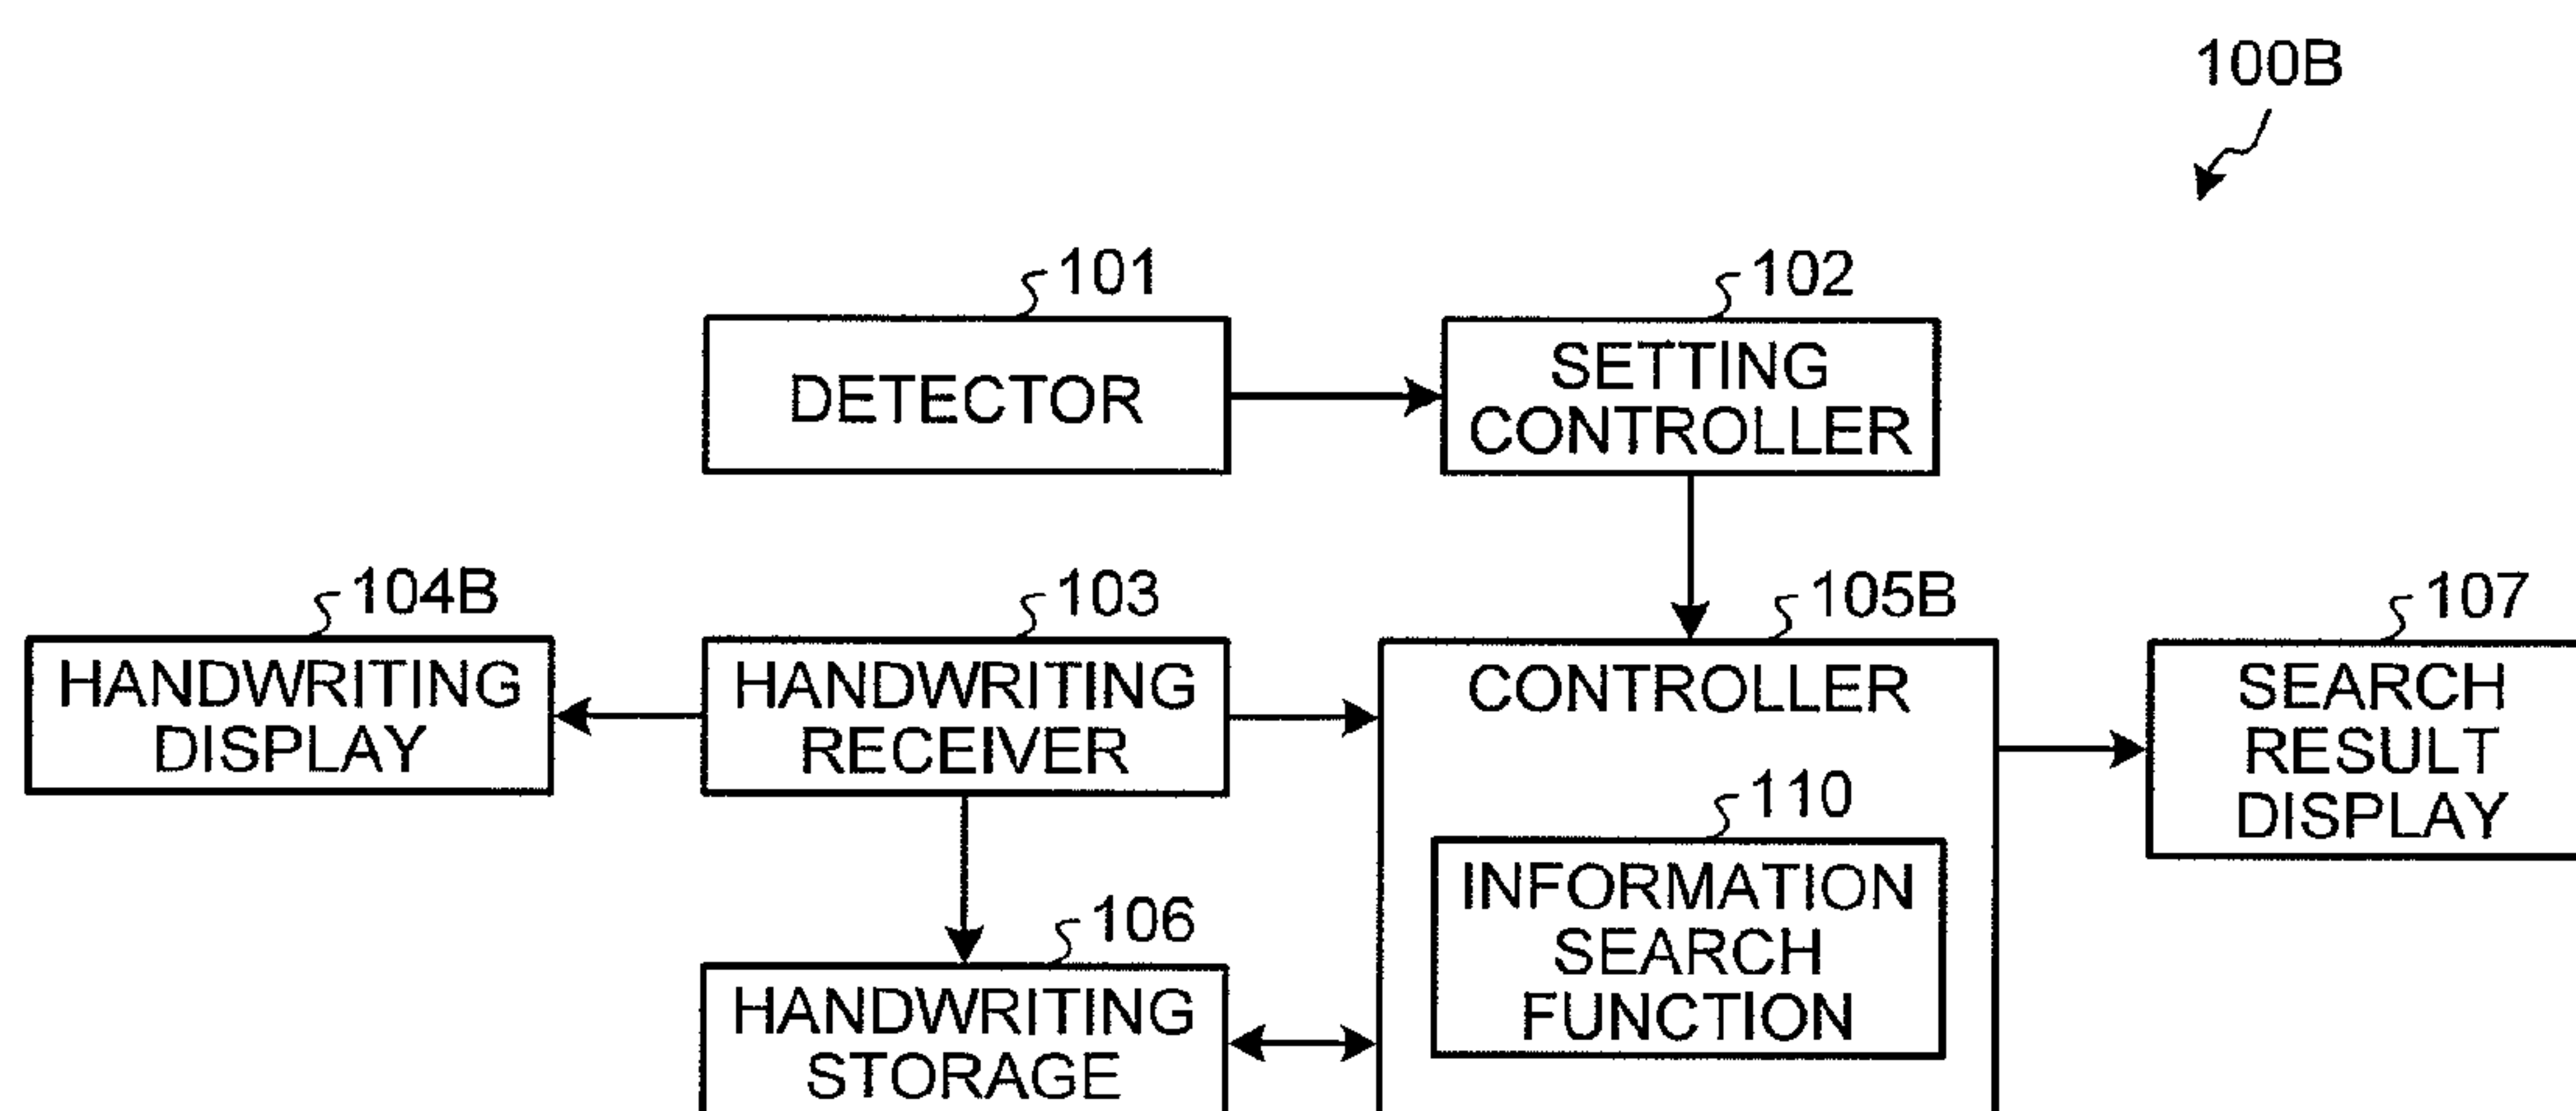 100B
101
DETECTOR
102
SETTING
CONTROLLER
104B
HANDWRITING
DISPLAY
103
HANDWRITING
RECEIVER
105B
CONTROLLER
107
SEARCH
RESULT
DISPLAY
110
INFORMATION
SEARCH
FUNCTION
106
HANDWRITING
STORAGE